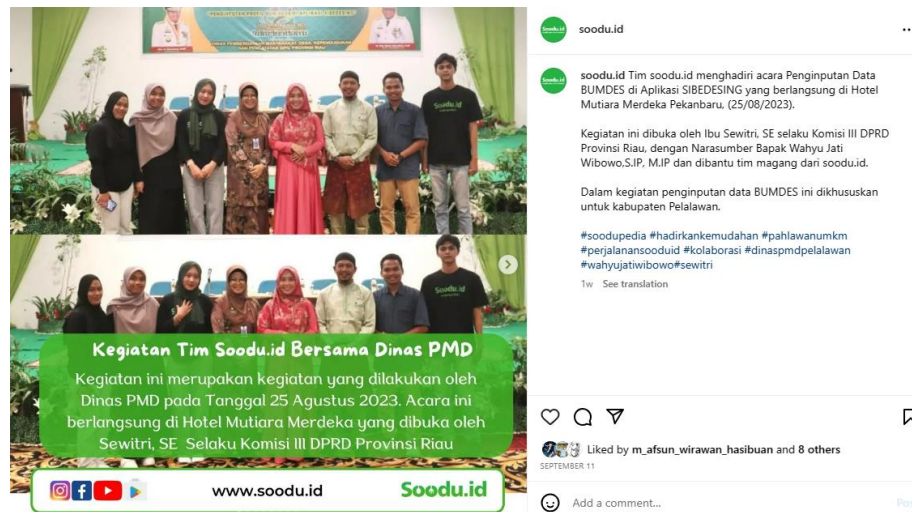 soodu.id
soodu.id Tim soodu.id menghadiri acara Penginputan Data
BUMDES di Aplikasi SIBEDESING yang berlangsung di Hotel
Mutiara Merdeka Pekanbaru, (25/08/2023).
Kegiatan ini dibuka oleh Ibu Sewitri, SE selaku Komisi III DPRD
Provinsi Riau, dengan Narasumber Bapak Wahyu Jati
Wibowo,S.IP, M.IP dan dibantu tim magang dari soodu.id.
Dalam kegiatan penginputan data BUMDES ini dikhususkan
untuk kabupaten Pelalawan.
#soodupedia #hadirkankemudahan #pahlawanumkm
#perjalanansooduid #kolaborasi #dinaspmdpelalawan
#wahyujatiwibowo#sewitri
1w See translation
Liked by m_afsun_wirawan_hasibuan and 8 others
SEPTEMBER 11
Add a comment...
Soodu.id
Soodu.id
Kegiatan Tim Soodu.id Bersama Dinas PMD
Kegiatan ini merupakan kegiatan yang dilakukan oleh
Dinas PMD pada Tanggal 25 Agustus 2023. Acara ini
berlangsung di Hotel Mutiara Merdeka yang dibuka oleh
Sewitri, SE Selaku Komisi III DPRD Provinsi Riau
www.soodu.id
Soodu.id